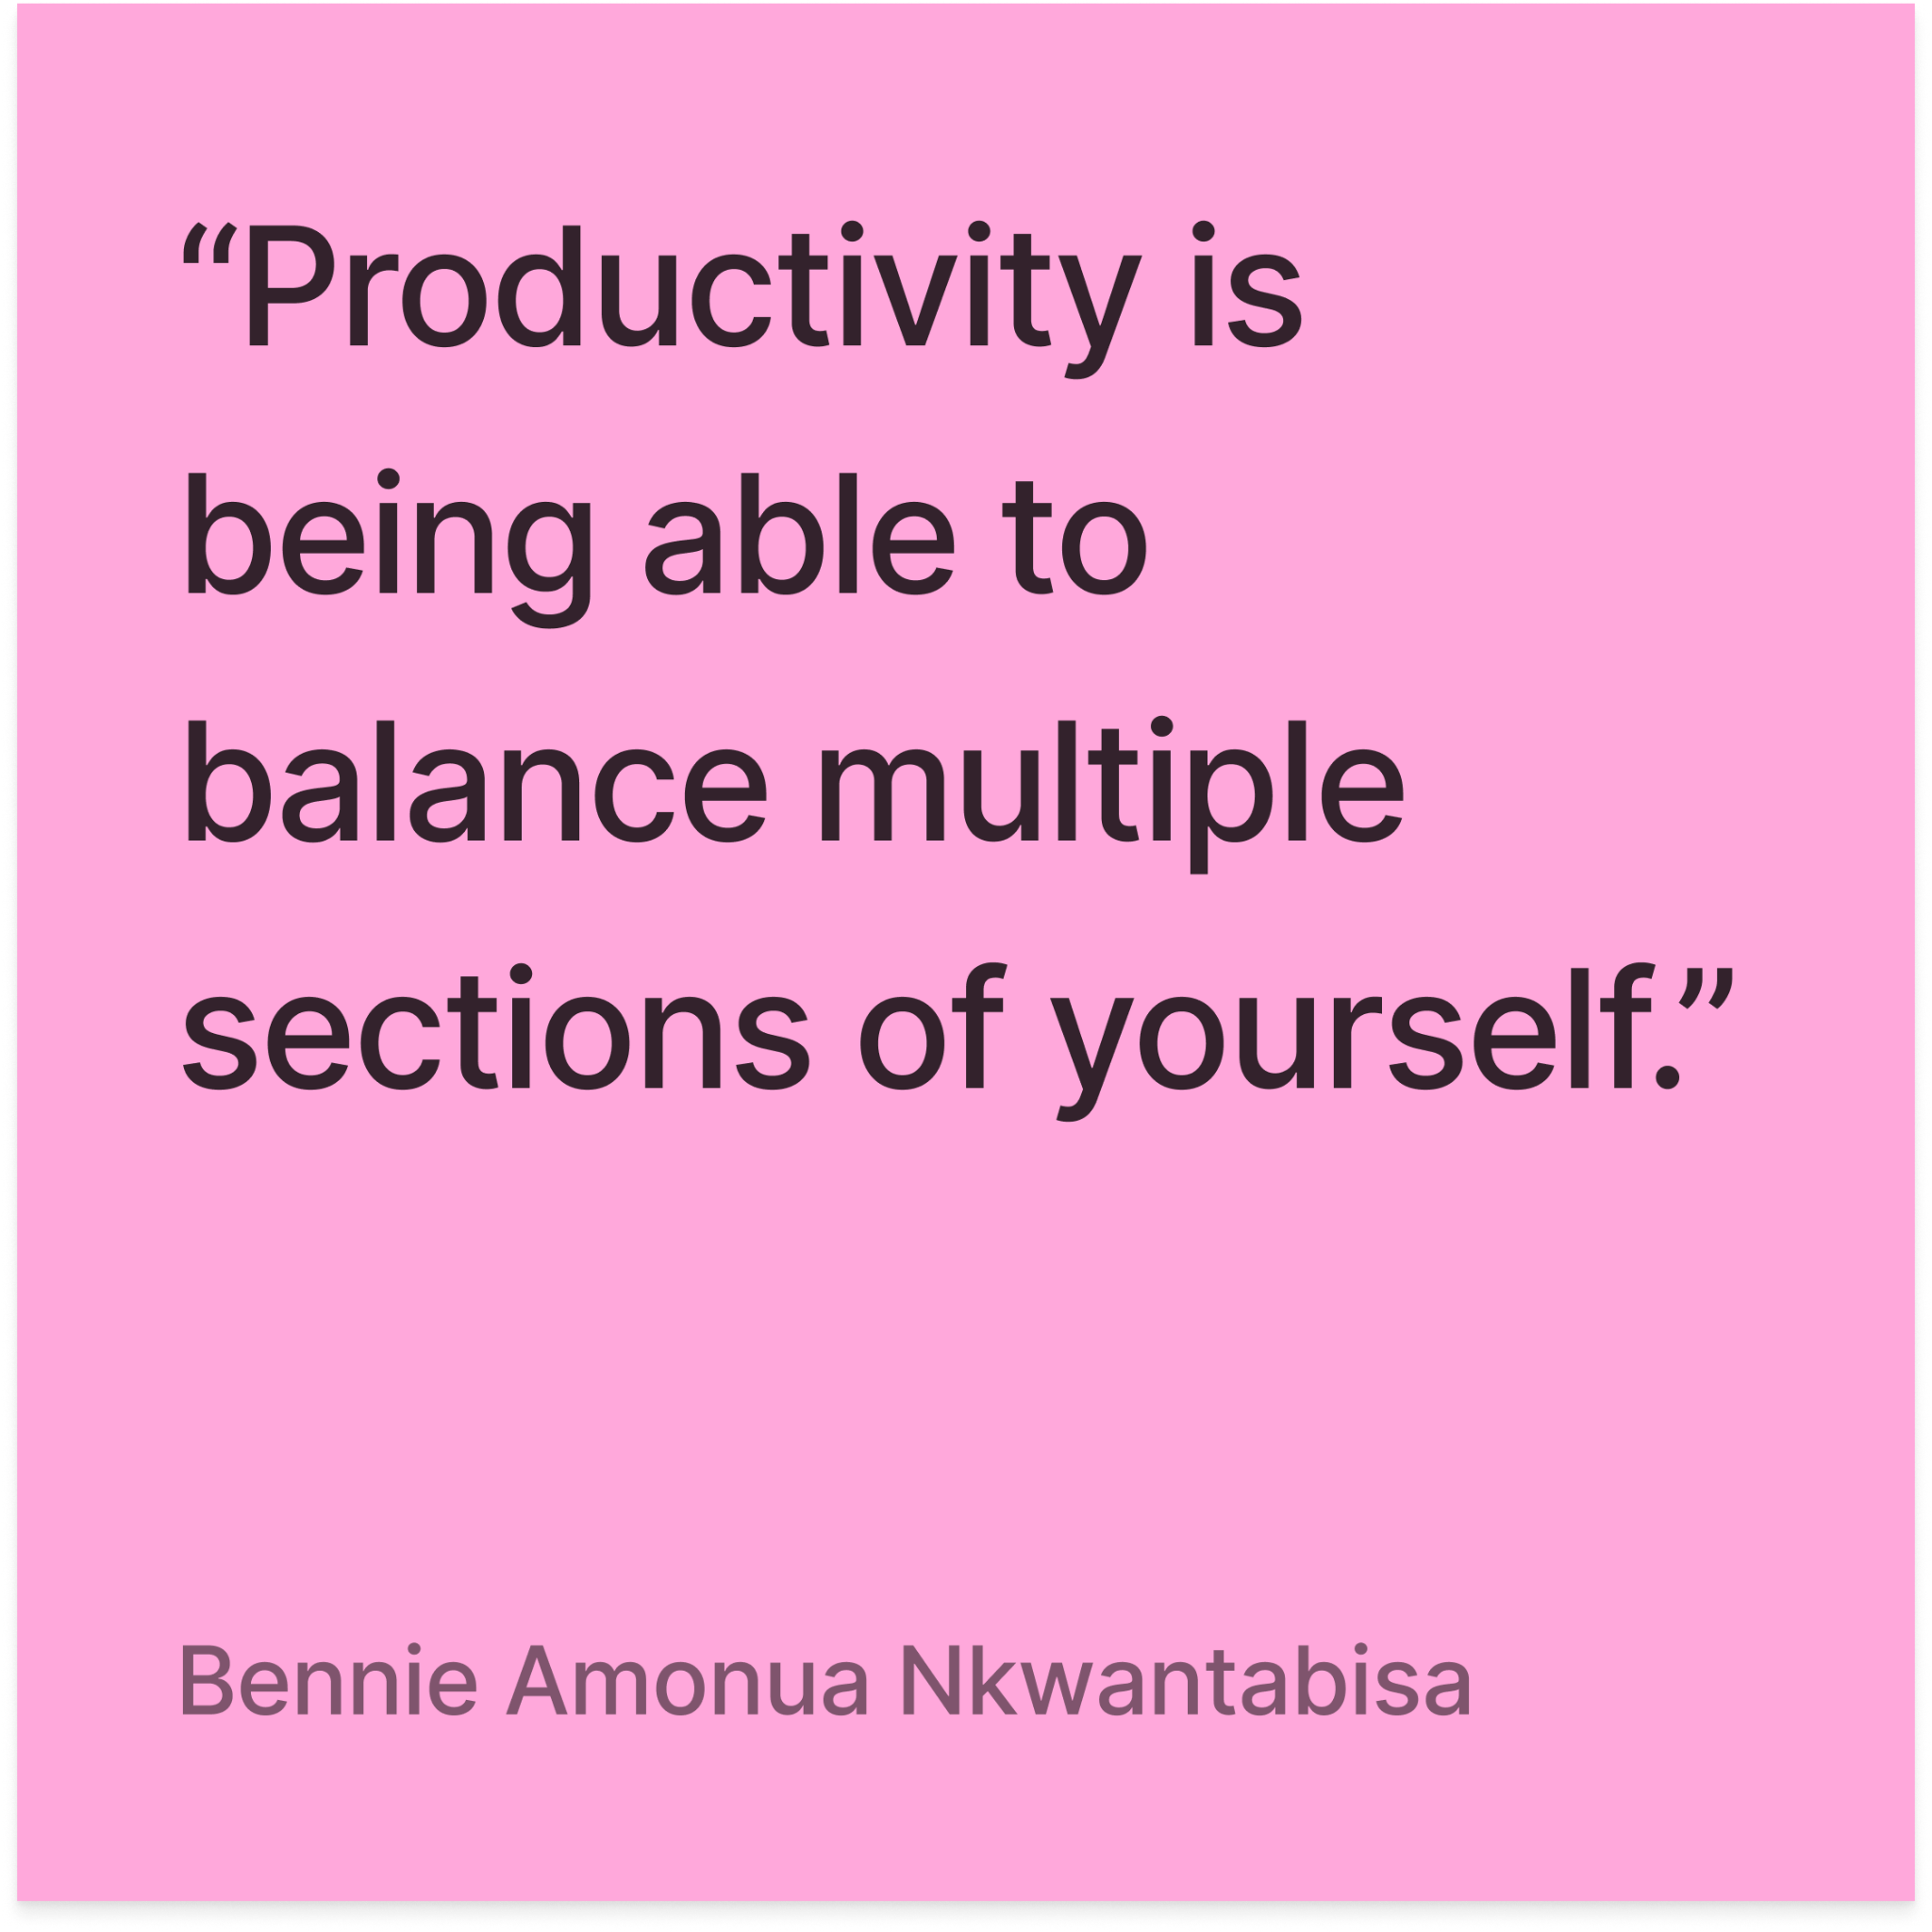 “Productivity is
being able to
balance multiple
sections of yourself.”
Bennie Amonua Nkwantabisa